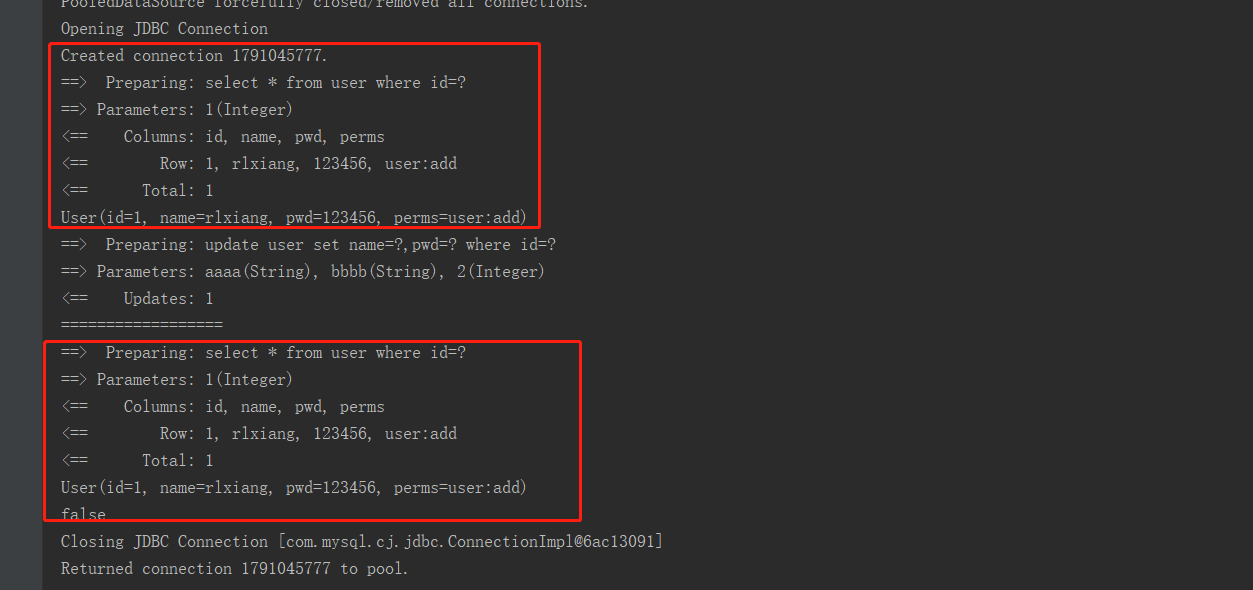 PooledDataSource forcefully closed/removed all connections.
Opening JDBC Connection
Created connection 1791045777.
==>  Preparing: select * from user where id=?
==> Parameters: 1(Integer)
<==    Columns: id, name, pwd, perms
<==        Row: 1, rlxiang, 123456, user:add
<==      Total: 1
User(id=1, name=rlxiang, pwd=123456, perms=user:add)
==>  Preparing: update user set name=?,pwd=? where id=?
==> Parameters: aaaa(String), bbbb(String), 2(Integer)
<==    Updates: 1
==================
==>  Preparing: select * from user where id=?
==> Parameters: 1(Integer)
<==    Columns: id, name, pwd, perms
<==        Row: 1, rlxiang, 123456, user:add
<==      Total: 1
User(id=1, name=rlxiang, pwd=123456, perms=user:add)
false
Closing JDBC Connection [com.mysql.cj.jdbc.ConnectionImpl@6ac13091]
Returned connection 1791045777 to pool.